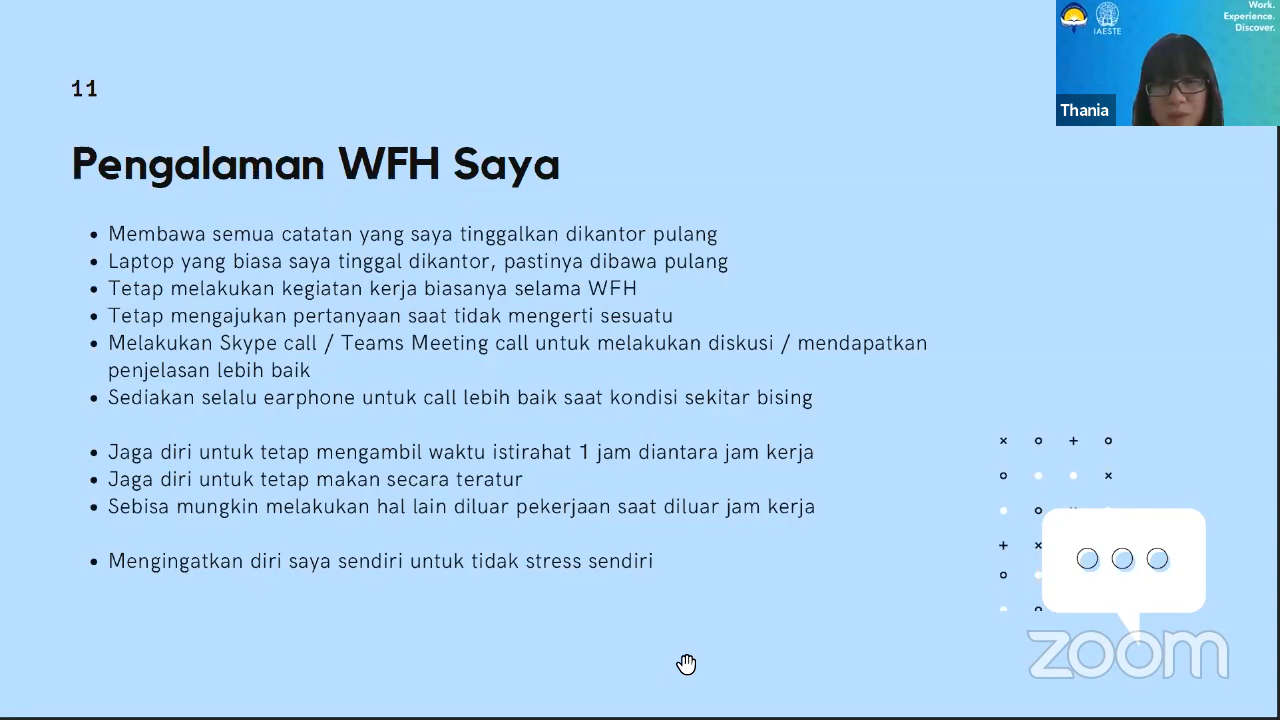 11
Pengalaman WFH Saya
Membawa semua catatan yang saya tinggalkan dikantor pulang
Laptop yang biasa saya tinggal dikantor, pastinya dibawa pulang
Tetap melakukan kegiatan kerja biasanya selama WFH
Tetap mengajukan pertanyaan saat tidak mengerti sesuatu
Melakukan Skype call / Teams Meeting call untuk melakukan diskusi / mendapatkan
penjelasan lebih baik
Sediakan selalu earphone untuk call lebih baik saat kondisi sekitar bising
Jaga diri untuk tetap mengambil waktu istirahat 1 jam diantara jam kerja
Jaga diri untuk tetap makan secara teratur
Sebisa mungkin melakukan hal lain diluar pekerjaan saat diluar jam kerja
Mengingatkan diri saya sendiri untuk tidak stress sendiri
IAESTE
Work.
Experience.
Discover.
Thania
zoom